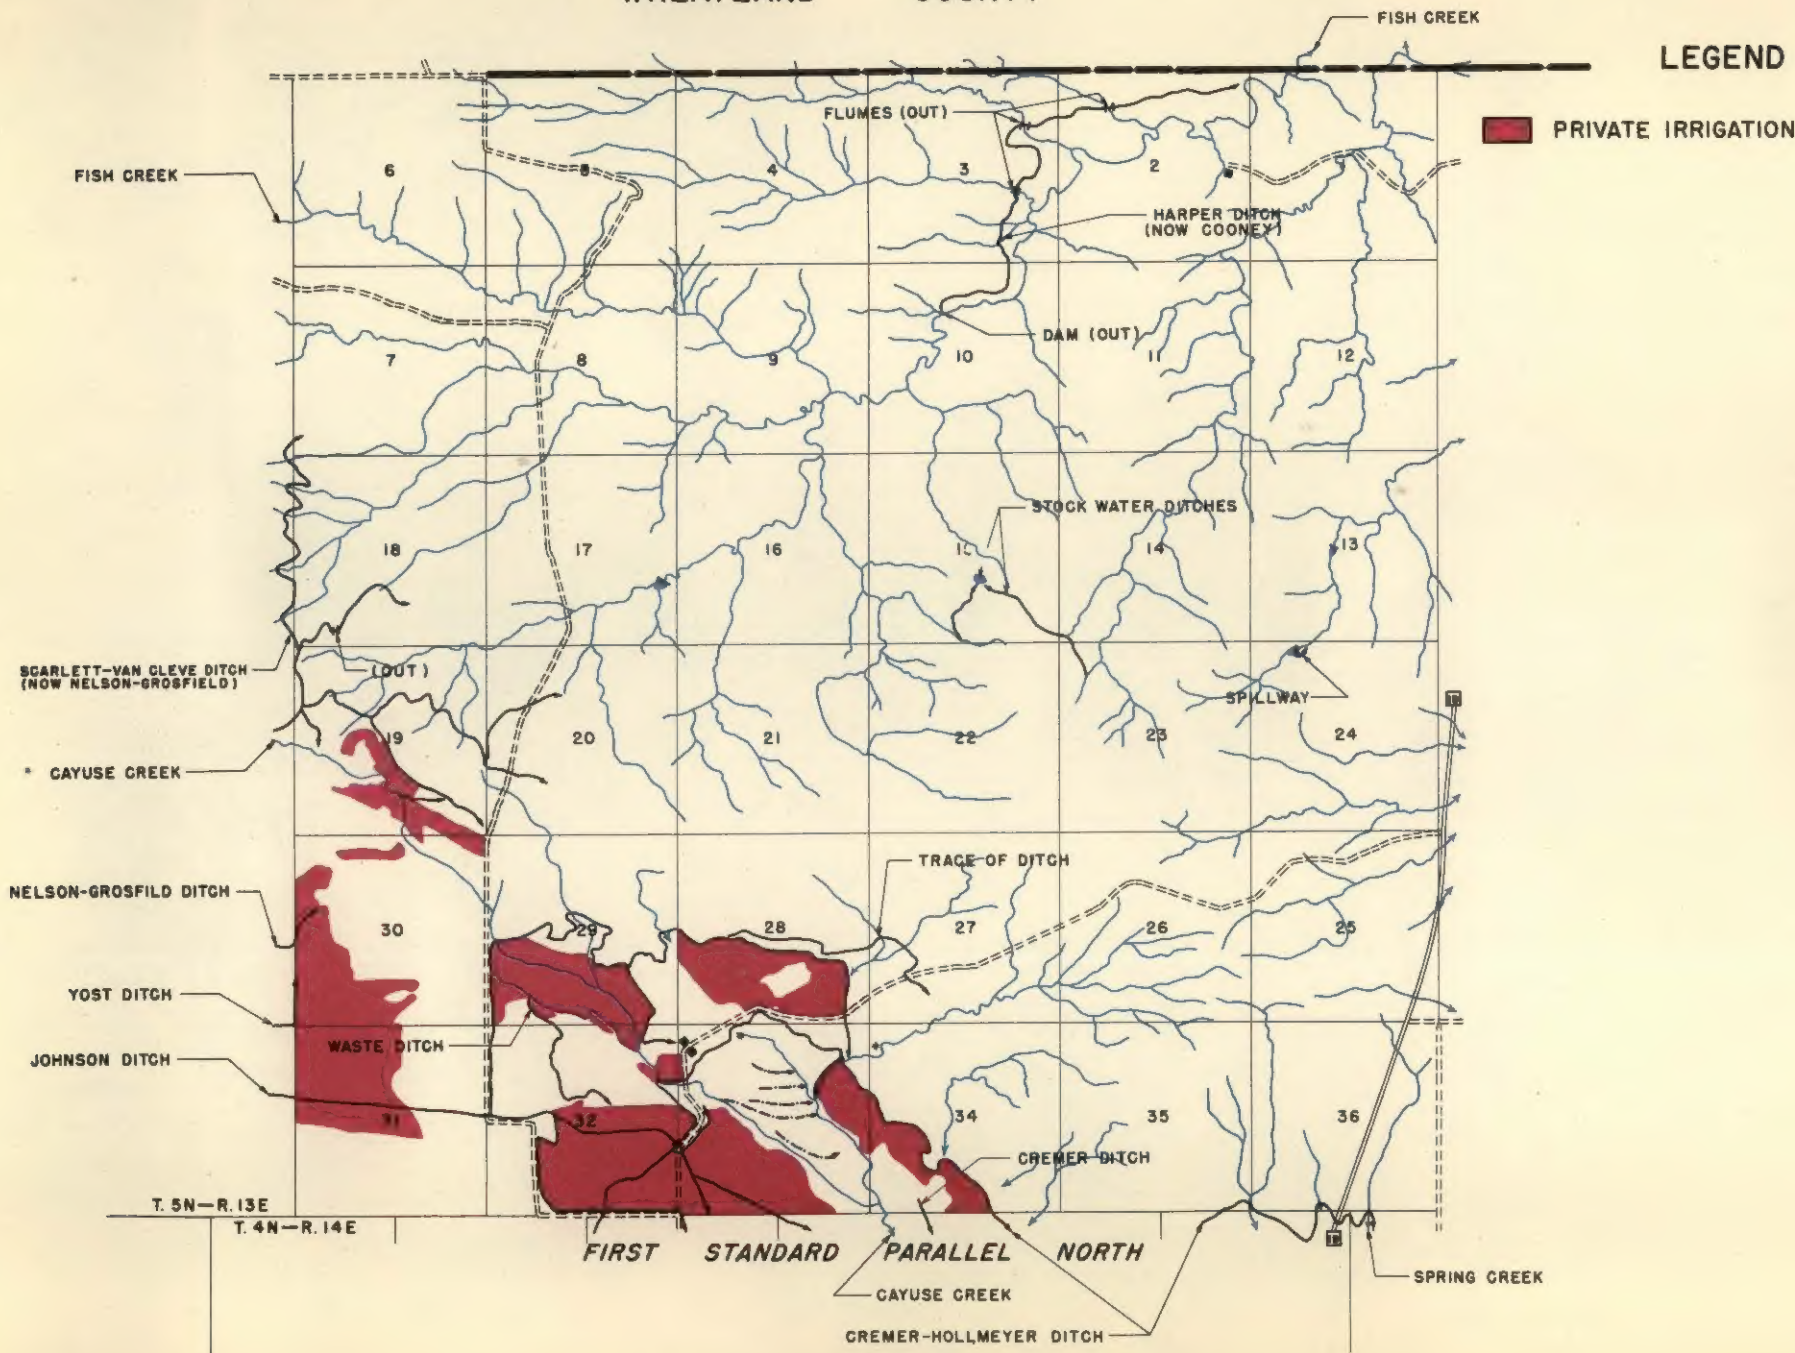 FISH CREEK
LEGEND
PRIVATE IRRIGATION
FLUMES (OUT)
FISH CREEK
6
5
4
3
2
HARPER DITCH
(NOW COONEY)
DAM (OUT)
7
8
9
10
11
12
STOCK WATER DITCHES
18
17
16
14
13
SCARLETT-VAN CLEVE DITCH
(NOW NELSON-GROSFIELD)
(OUT)
SPILLWAY
T
19
20
21
22
23
24
CAYUSE CREEK
TRACE OF DITCH
NELSON-GROSFILD DITCH
30
29
28
27
26
25
YOST DITCH
WASTE DITCH
JOHNSON DITCH
31
32
34
35
36
CREMER DITCH
T. 5N-R. 13E
T. 4N-R. 14E
T
FIRST STANDARD PARALLEL NORTH
SPRING CREEK
CAYUSE CREEK
CREMER-HOLLMEYER DITCH